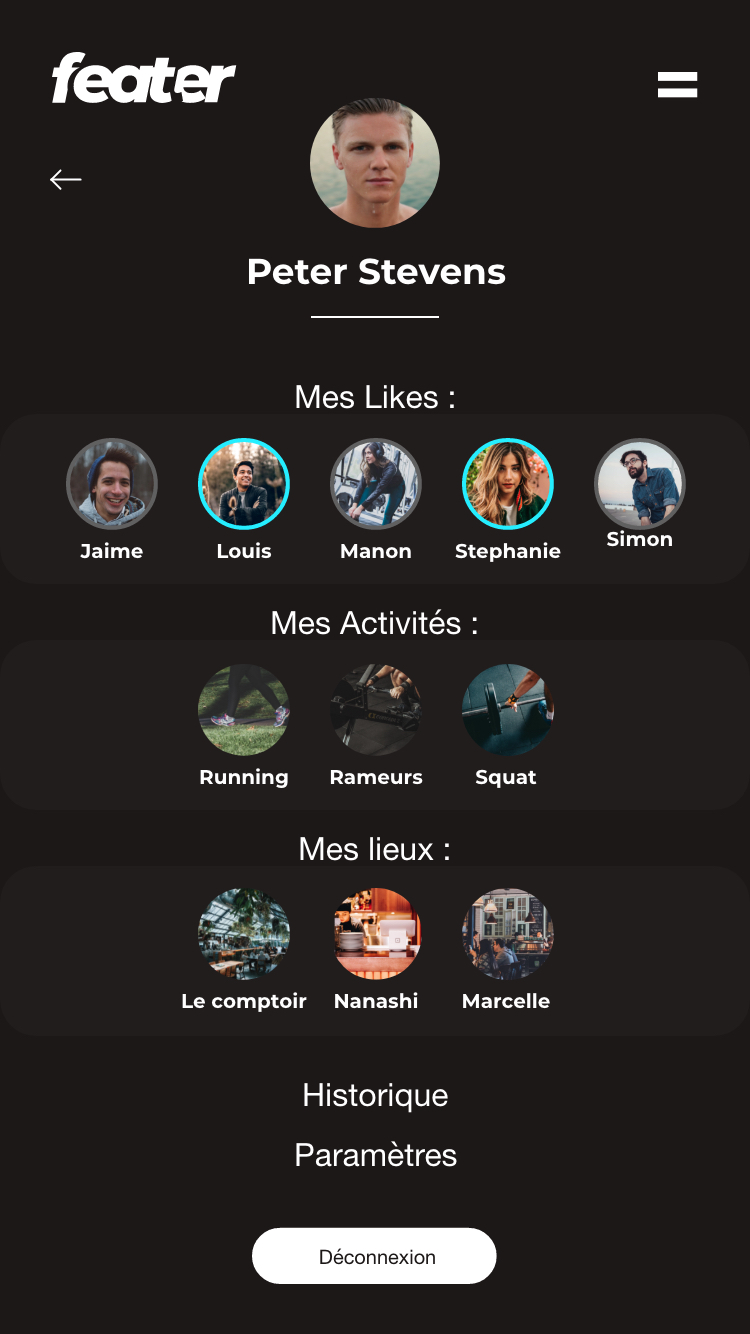 feater
Peter Stevens
Mes Likes :
Jaime Louis Manon Stephanie Simon
Mes Activités :
Running Rameurs Squat
Mes lieux :
Le comptoir Nanashi Marcelle
Historique
Paramètres
Déconnexion